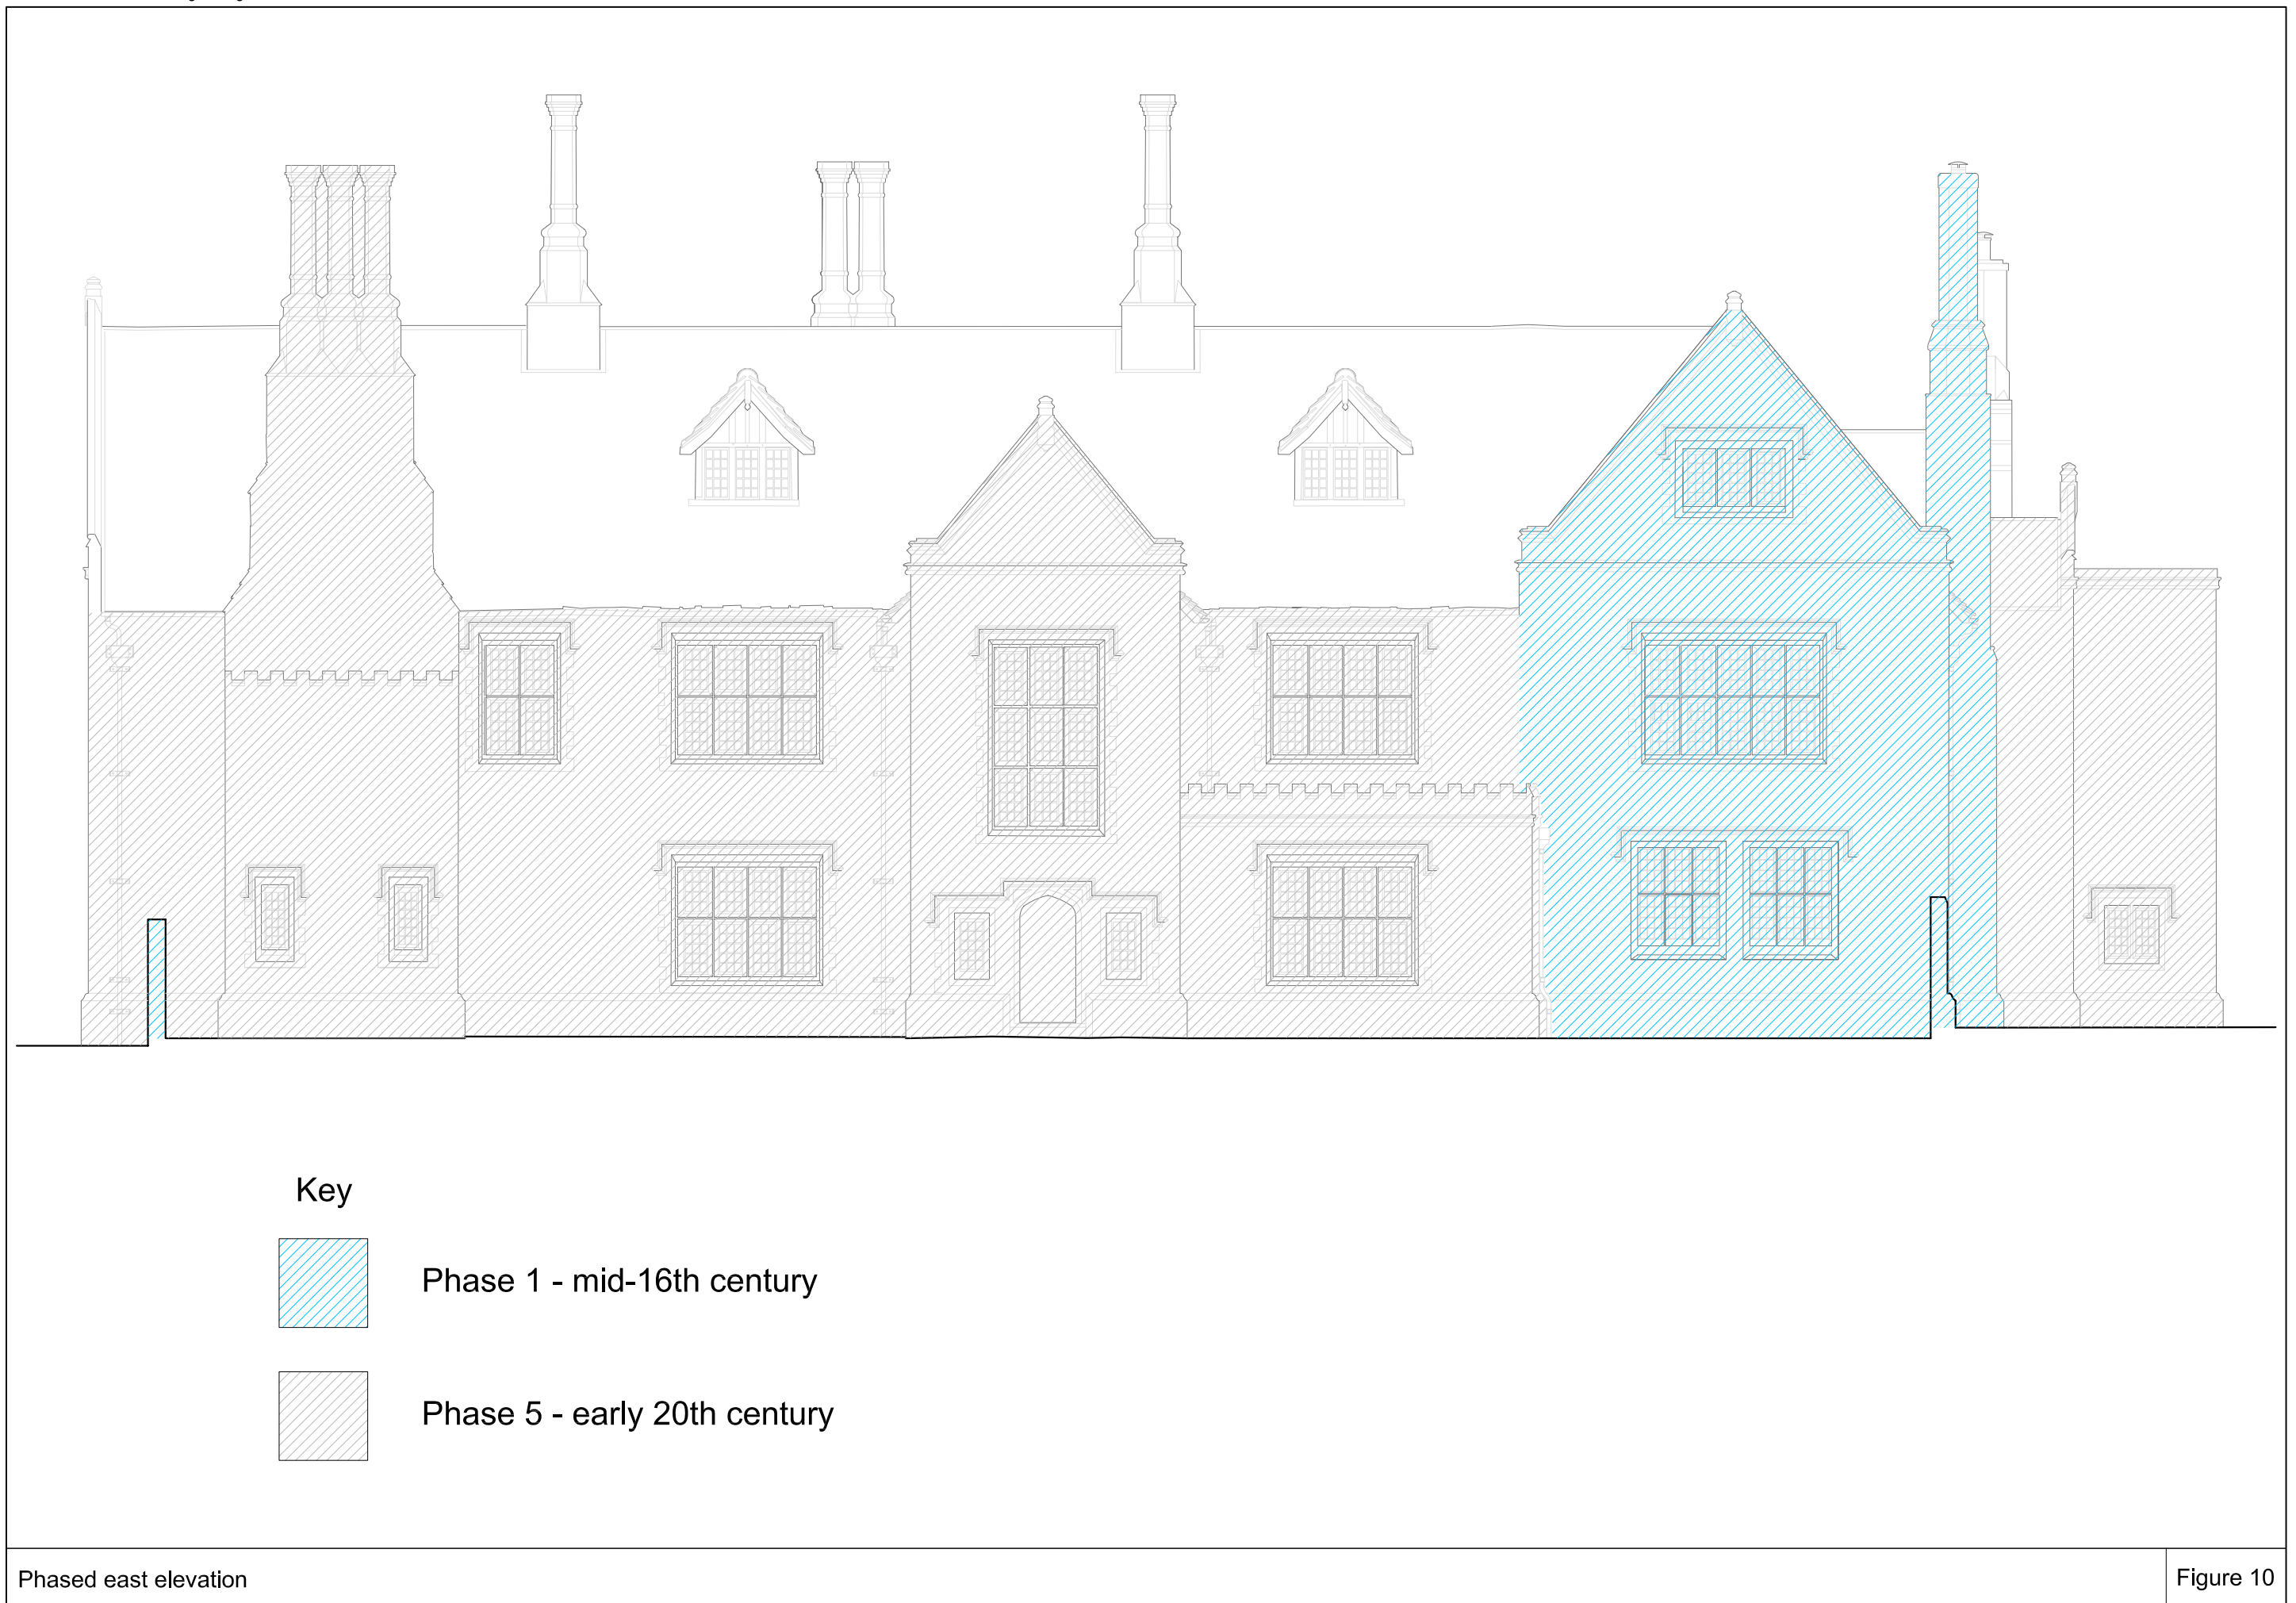 Key
Phase 1 - mid-16th century
Phase 5 - early 20th century
Phased east elevation
Figure 10